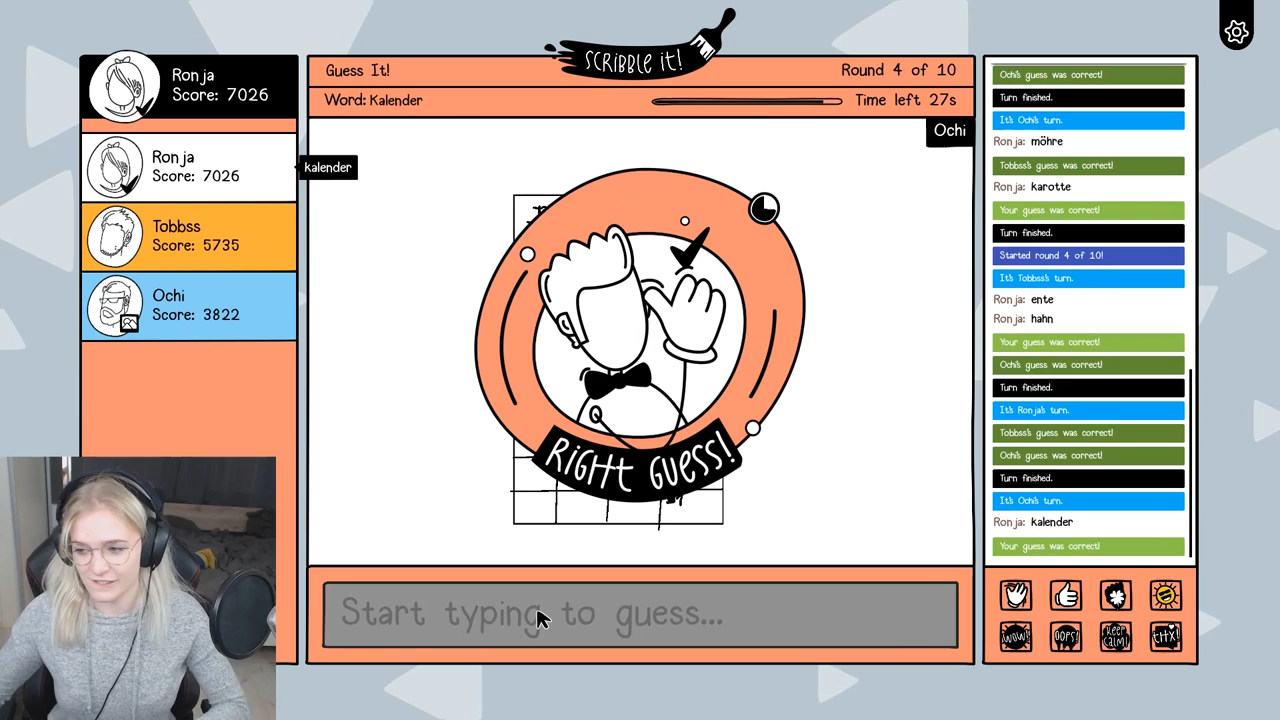 SCRIBBLE IT!
Ronja
Score: 7026
Guess It!
Round 4 of 10
Word: Kalender
Time left 27s
Ochi
Ronja
Score: 7026
kalender
Tobbss
Score: 5735
Ochi
Score: 3822
RIGHT GUESS!
Start typing to guess...
Ochi's guess was correct!
Turn finished.
It's Ochi's turn.
Ronja: möhre
Tobbss's guess was correct!
Ronja: karotte
Your guess was correct!
Turn finished.
Started round 4 of 10!
It's Tobbss's turn.
Ronja: ente
Ronja: hahn
Your guess was correct!
Ochi's guess was correct!
Turn finished.
It's Ronja's turn.
Tobbss's guess was correct!
Ochi's guess was correct!
Turn finished.
It's Ochi's turn.
Ronja: kalender
Your guess was correct!
WOW!
OOPS!
KEEP CALM!
THX!